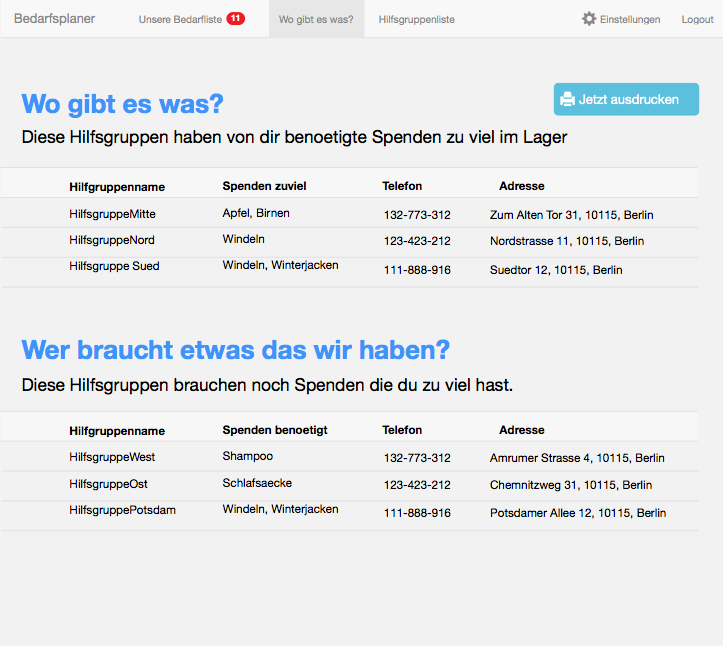 Bedarfsplaner Unsere Bedarfliste 11 Wo gibt es was? Hilfsgruppenliste Einstellungen Logout
Wo gibt es was?
Jetzt ausdrucken
Diese Hilfsgruppen haben von dir benoetigte Spenden zu viel im Lager
Hilfgruppenname Spenden zuviel Telefon Adresse
HilfsgruppeMitte Apfel, Birnen 132-773-312 Zum Alten Tor 31, 10115, Berlin
HilfsgruppeNord Windeln 123-423-212 Nordstrasse 11, 10115, Berlin
Hilfsgruppe Sued Windeln, Winterjacken 111-888-916 Suedtor 12, 10115, Berlin
Wer braucht etwas das wir haben?
Diese Hilfsgruppen brauchen noch Spenden die du zu viel hast.
Hilfgruppenname Spenden benoetigt Telefon Adresse
HilfsgruppeWest Shampoo 132-773-312 Amrumer Strasse 4, 10115, Berlin
HilfsgruppeOst Schlafsaecke 123-423-212 Chemnitzweg 31, 10115, Berlin
HilfsgruppePotsdam Windeln, Winterjacken 111-888-916 Potsdamer Allee 12, 10115, Berlin